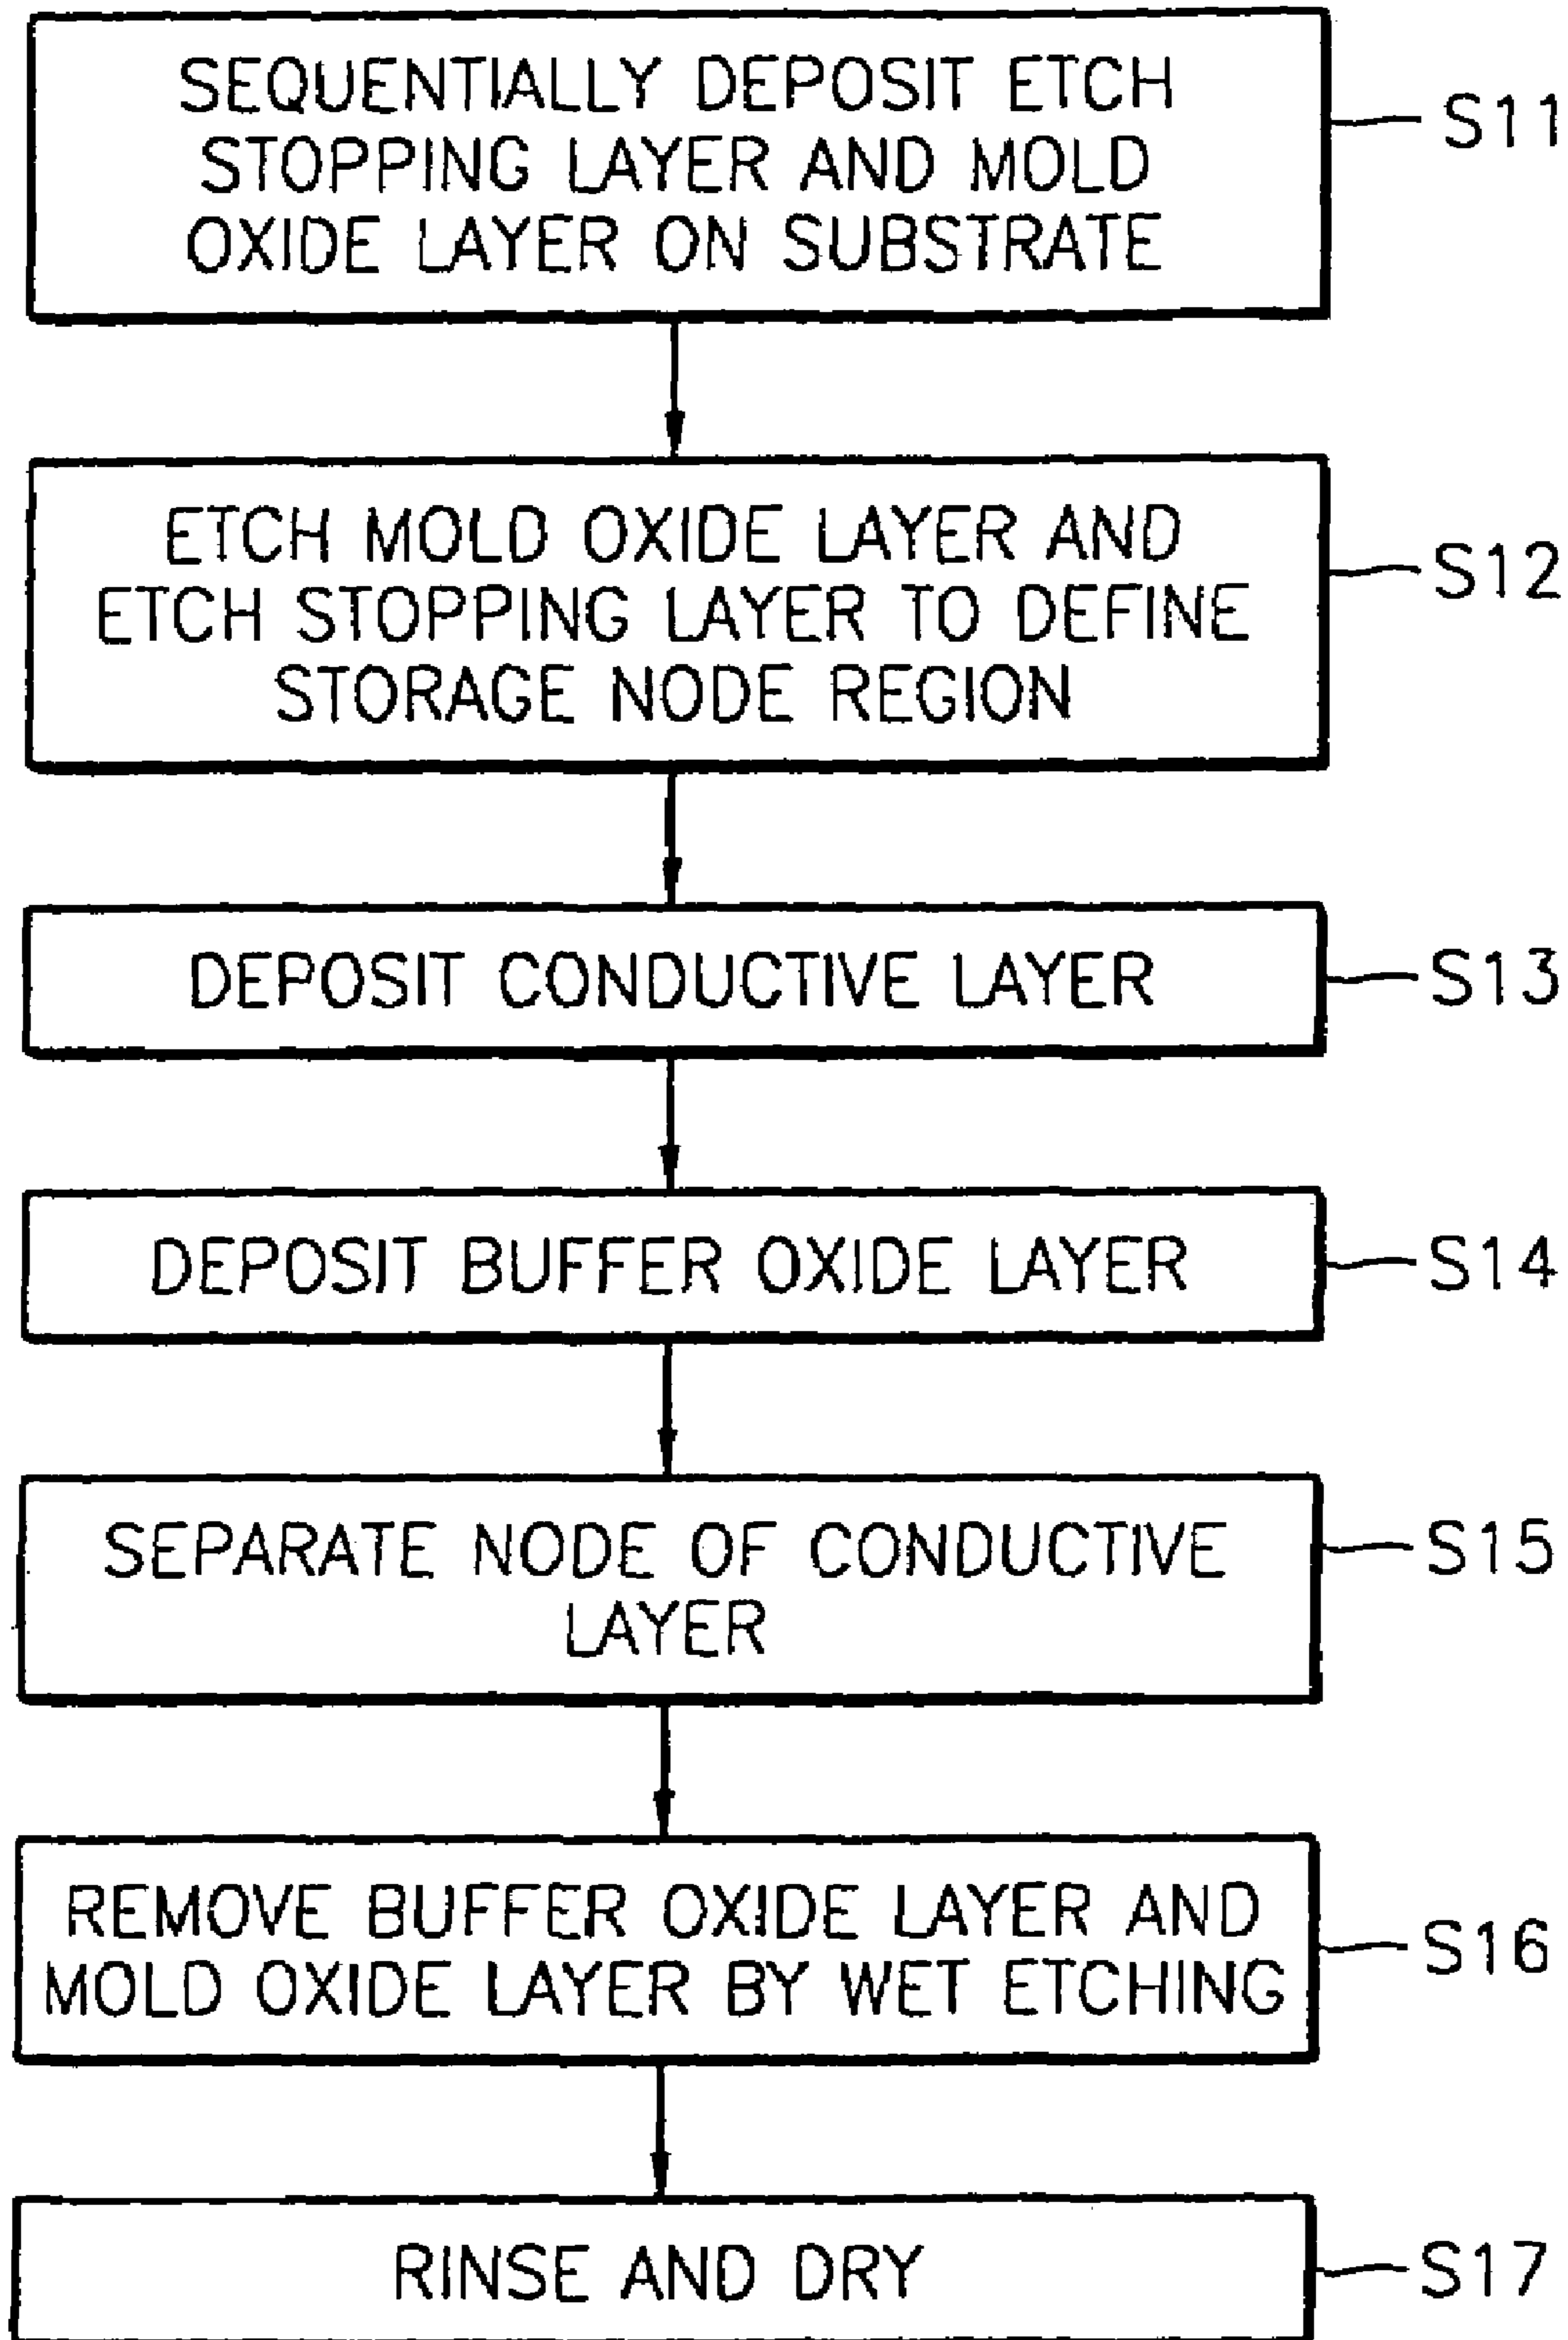 SEQUENTIALLY DEPOSIT ETCH
STOPPING LAYER AND MOLD
OXIDE LAYER ON SUBSTRATE
S11
ETCH MOLD OXIDE LAYER AND
ETCH STOPPING LAYER TO DEFINE
STORAGE NODE REGION
S12
DEPOSIT CONDUCTIVE LAYER
S13
DEPOSIT BUFFER OXIDE LAYER
S14
SEPARATE NODE OF CONDUCTIVE
LAYER
S15
REMOVE BUFFER OXIDE LAYER AND
MOLD OXIDE LAYER BY WET ETCHING
S16
RINSE AND DRY
S17